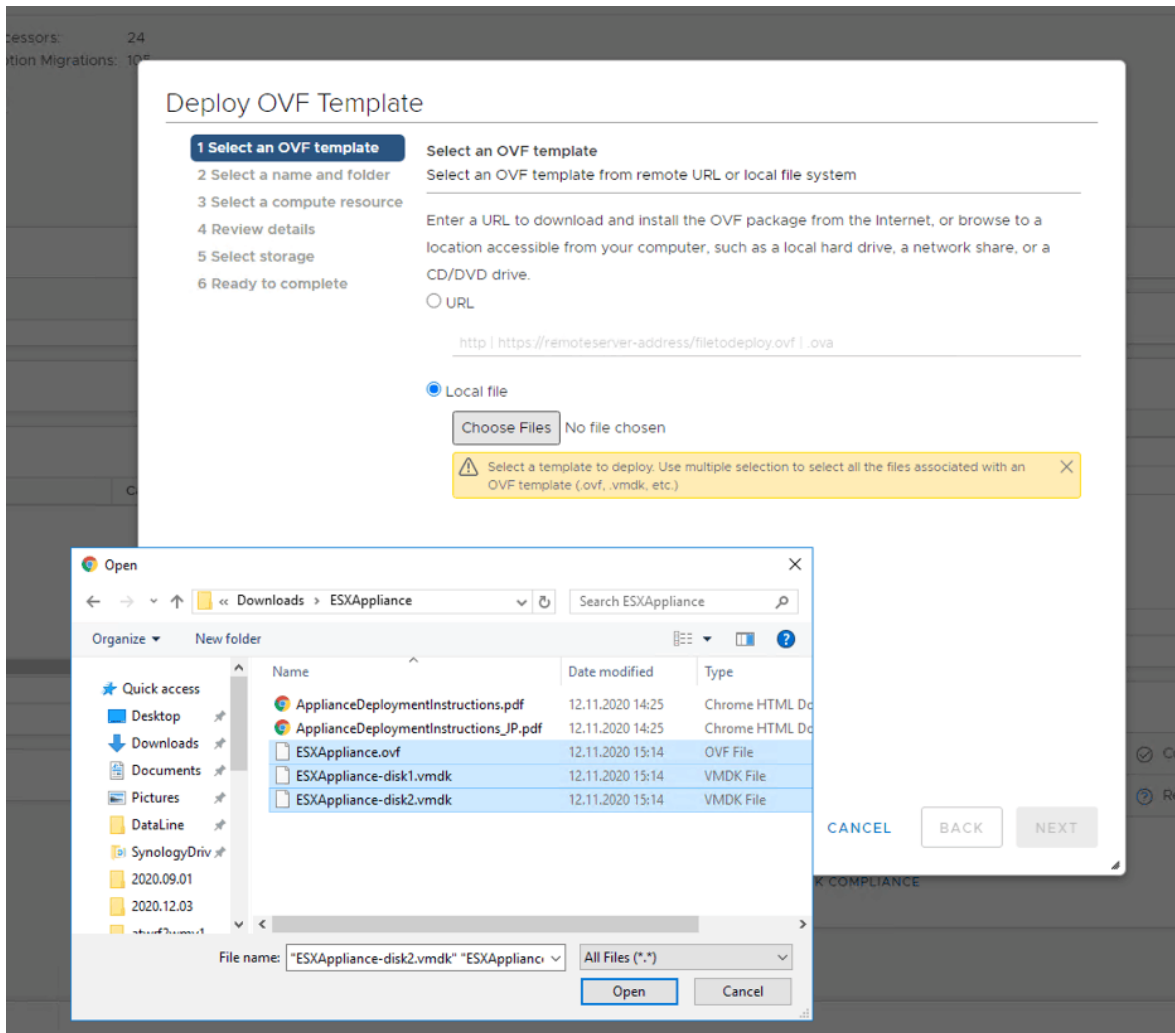 cessors: 24
otion Migrations: 105
Deploy OVF Template
1 Select an OVF template
2 Select a name and folder
3 Select a compute resource
4 Review details
5 Select storage
6 Ready to complete
Select an OVF template
Select an OVF template from remote URL or local file system
Enter a URL to download and install the OVF package from the Internet, or browse to a
location accessible from your computer, such as a local hard drive, a network share, or a
CD/DVD drive.
URL
http | https://remoteserver-address/filetodeploy.ovf | .ova
Local file
Choose Files No file chosen
Select a template to deploy. Use multiple selection to select all the files associated with an
OVF template (.ovf, .vmdk, etc.)
CANCEL BACK NEXT
K COMPLIANCE
Open
« Downloads › ESXAppliance
Search ESXAppliance
Organize New folder
Quick access
Desktop
Downloads
Documents
Pictures
DataLine
SynologyDriv
2020.09.01
2020.12.03
Name Date modified Type
ApplianceDeploymentInstructions.pdf 12.11.2020 14:25 Chrome HTML Do
ApplianceDeploymentInstructions_JP.pdf 12.11.2020 14:25 Chrome HTML Do
ESXAppliance.ovf 12.11.2020 15:14 OVF File
ESXAppliance-disk1.vmdk 12.11.2020 15:14 VMDK File
ESXAppliance-disk2.vmdk 12.11.2020 15:14 VMDK File
File name: "ESXAppliance-disk2.vmdk" "ESXApplianc All Files (*.*)
Open Cancel